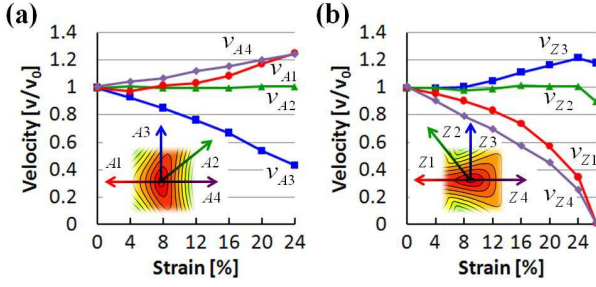 (a)
Velocity [v/v0]
1.4
1.2
1
0.8
0.6
0.4
0.2
0
vA4
vA1
vA2
vA3
A3
A1
A2
A4
0 4 8 12 16 20 24
Strain [%]
(b)
Velocity [v/v0]
1.4
1.2
1
0.8
0.6
0.4
0.2
0
vZ3
vZ2
vZ1
vZ4
Z2
Z3
Z1
Z4
0 4 8 12 16 20 24
Strain [%]